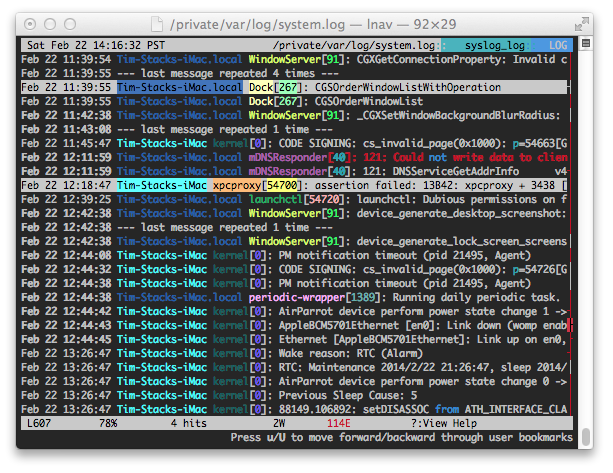 /private/var/log/system.log — lnav — 92×29
Sat Feb 22 14:16:32 PST /private/var/log/system.log: syslog_log: LOG
Feb 22 11:39:54 Tim-Stacks-iMac.local WindowServer[91]: CGXGetConnectionProperty: Invalid c
Feb 22 11:39:55 --- last message repeated 4 times ---
Feb 22 11:39:55 Tim-Stacks-iMac.local Dock[267]: CGSOrderWindowListWithOperation
Feb 22 11:39:55 Tim-Stacks-iMac.local Dock[267]: CGSOrderWindowList
Feb 22 11:42:38 Tim-Stacks-iMac.local WindowServer[91]: _CGXSetWindowBackgroundBlurRadius:
Feb 22 11:43:08 --- last message repeated 1 time ---
Feb 22 11:45:47 Tim-Stacks-iMac kernel[0]: CODE SIGNING: cs_invalid_page(0x1000): p=54663[G
Feb 22 12:11:59 Tim-Stacks-iMac.local mDNSResponder[40]: 121: Could not write data to clien
Feb 22 12:11:59 Tim-Stacks-iMac.local mDNSResponder[40]: 121: DNSServiceGetAddrInfo v4
Feb 22 12:18:47 Tim-Stacks-iMac xpcproxy[54700]: assertion failed: 13B42: xpcproxy + 3438 [
Feb 22 12:39:25 Tim-Stacks-iMac.local launchctl[54720]: launchctl: Dubious permissions on f
Feb 22 12:42:38 Tim-Stacks-iMac.local WindowServer[91]: device_generate_desktop_screenshot:
Feb 22 12:42:38 --- last message repeated 1 time ---
Feb 22 12:42:38 Tim-Stacks-iMac.local WindowServer[91]: device_generate_lock_screen_screens
Feb 22 12:44:08 Tim-Stacks-iMac kernel[0]: PM notification timeout (pid 21495, Agent)
Feb 22 12:44:32 Tim-Stacks-iMac kernel[0]: CODE SIGNING: cs_invalid_page(0x1000): p=54726[G
Feb 22 12:44:38 Tim-Stacks-iMac kernel[0]: PM notification timeout (pid 21495, Agent)
Feb 22 12:44:38 Tim-Stacks-iMac.local periodic-wrapper[1389]: Running daily periodic task.
Feb 22 12:44:42 Tim-Stacks-iMac kernel[0]: AirParrot device perform power state change 1 ->
Feb 22 12:44:43 Tim-Stacks-iMac kernel[0]: AppleBCM5701Ethernet [en0]: Link down (womp enab
Feb 22 12:44:45 Tim-Stacks-iMac kernel[0]: Ethernet [AppleBCM5701Ethernet]: Link up on en0,
Feb 22 13:26:47 Tim-Stacks-iMac kernel[0]: Wake reason: RTC (Alarm)
Feb 22 13:26:47 Tim-Stacks-iMac kernel[0]: RTC: Maintenance 2014/2/22 21:26:47, sleep 2014/
Feb 22 13:26:47 Tim-Stacks-iMac kernel[0]: AirParrot device perform power state change 0 ->
Feb 22 13:26:47 Tim-Stacks-iMac kernel[0]: Previous Sleep Cause: 5
Feb 22 13:26:47 Tim-Stacks-iMac kernel[0]: 88149.106892: setDISASSOC from ATH_INTERFACE_CLA
L607 78% 4 hits 2W 114E ?:View Help
Press u/U to move forward/backward through user bookmarks